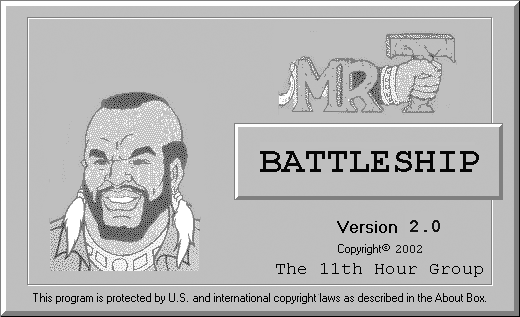 MR T
BATTLESHIP
Version 2.0
Copyright© 2002
The 11th Hour Group
This program is protected by U.S. and international copyright laws as described in the About Box.